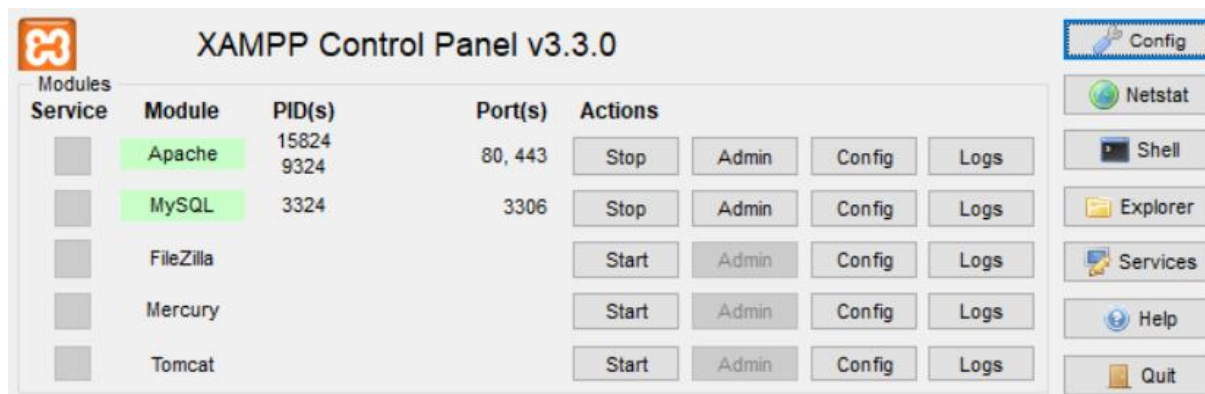 XAMPP Control Panel v3.3.0
Modules
Service Module PID(s) Port(s) Actions
Apache 15824 9324 80, 443 Stop Admin Config Logs
MySQL 3324 3306 Stop Admin Config Logs
FileZilla Start Admin Config Logs
Mercury Start Admin Config Logs
Tomcat Start Admin Config Logs
Config
Netstat
Shell
Explorer
Services
Help
Quit